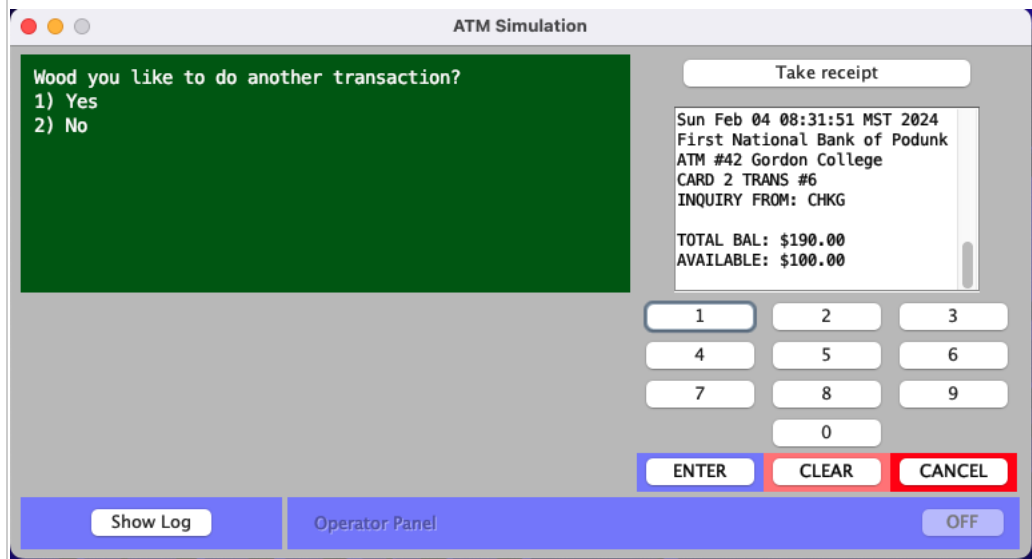 ATM Simulation
Wood you like to do another transaction?
1) Yes
2) No
Take receipt
Sun Feb 04 08:31:51 MST 2024
First National Bank of Podunk
ATM #42 Gordon College
CARD 2 TRANS #6
INQUIRY FROM: CHKG
TOTAL BAL: $190.00
AVAILABLE: $100.00
1 2 3
4 5 6
7 8 9
0
ENTER CLEAR CANCEL
Show Log Operator Panel OFF